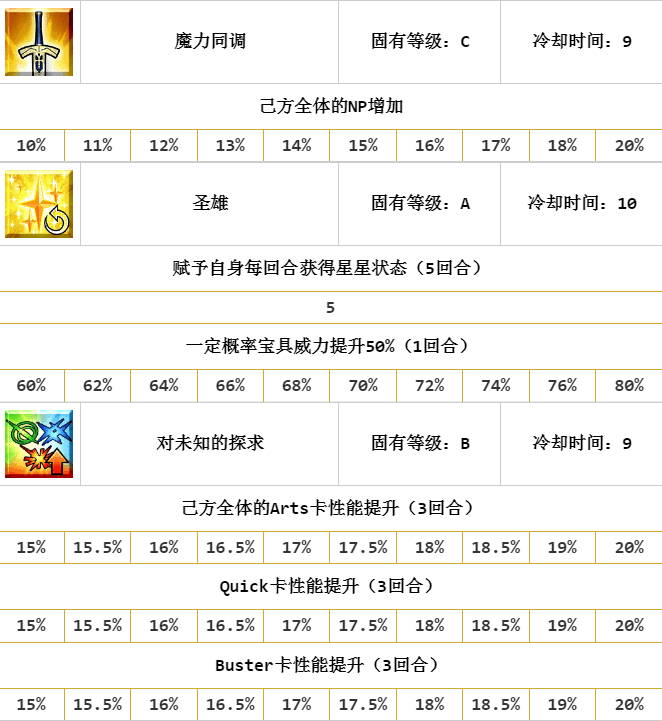 魔力同调 固有等级：C 冷却时间：9
己方全体的NP增加
10% 11% 12% 13% 14% 15% 16% 17% 18% 20%
圣雄 固有等级：A 冷却时间：10
赋予自身每回合获得星星状态（5回合）
5
一定概率宝具威力提升50%（1回合）
60% 62% 64% 66% 68% 70% 72% 74% 76% 80%
对未知的探求 固有等级：B 冷却时间：9
己方全体的Arts卡性能提升（3回合）
15% 15.5% 16% 16.5% 17% 17.5% 18% 18.5% 19% 20%
Quick卡性能提升（3回合）
15% 15.5% 16% 16.5% 17% 17.5% 18% 18.5% 19% 20%
Buster卡性能提升（3回合）
15% 15.5% 16% 16.5% 17% 17.5% 18% 18.5% 19% 20%